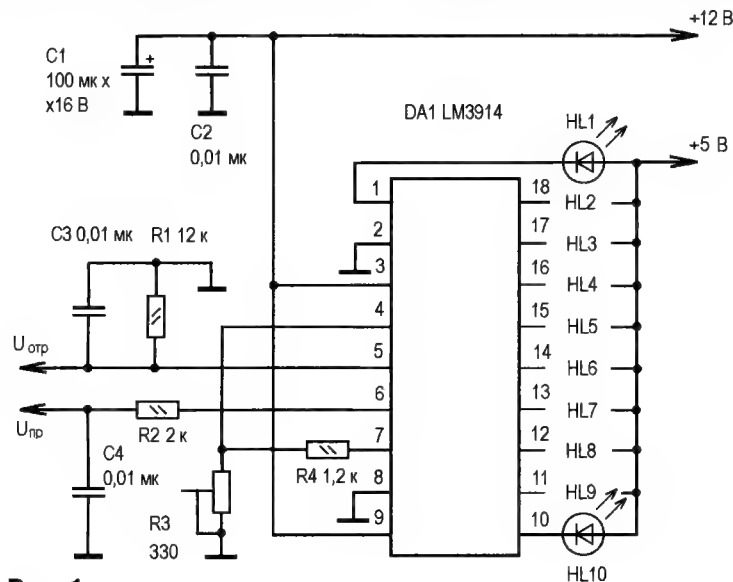 +12 В
C1
100 мк x
x16 В
C2
0,01 мк
DA1 LM3914
HL1
+5 В
1
18
HL2
2
17
HL3
C3 0,01 мк
R1 12 к
3
16
HL4
4
15
HL5
U отр
5
14
HL6
6
13
HL7
U пр
R2 2 к
7
12
HL8
C4
0,01 мк
R4 1,2 к
8
11
HL9
R3
330
9
10
HL10